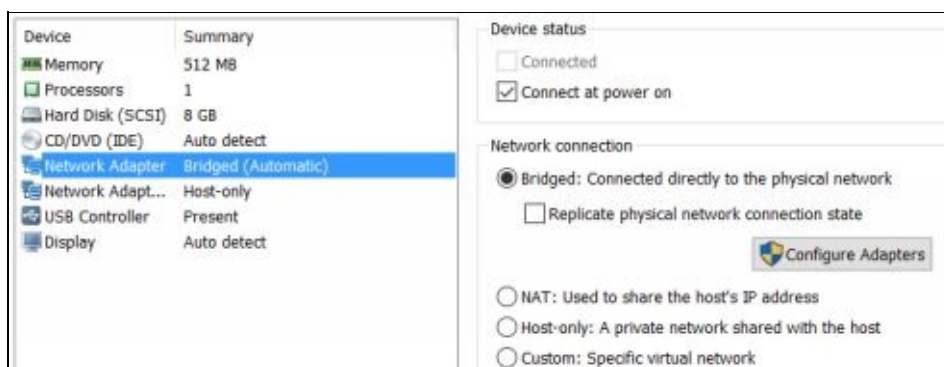 Device Summary
Memory 512 MB
Processors 1
Hard Disk (SCSI) 8 GB
CD/DVD (IDE) Auto detect
Network Adapter Bridged (Automatic)
Network Adapt... Host-only
USB Controller Present
Display Auto detect
Device status
Connected
Connect at power on
Network connection
Bridged: Connected directly to the physical network
Replicate physical network connection state
Configure Adapters
NAT: Used to share the host's IP address
Host-only: A private network shared with the host
Custom: Specific virtual network